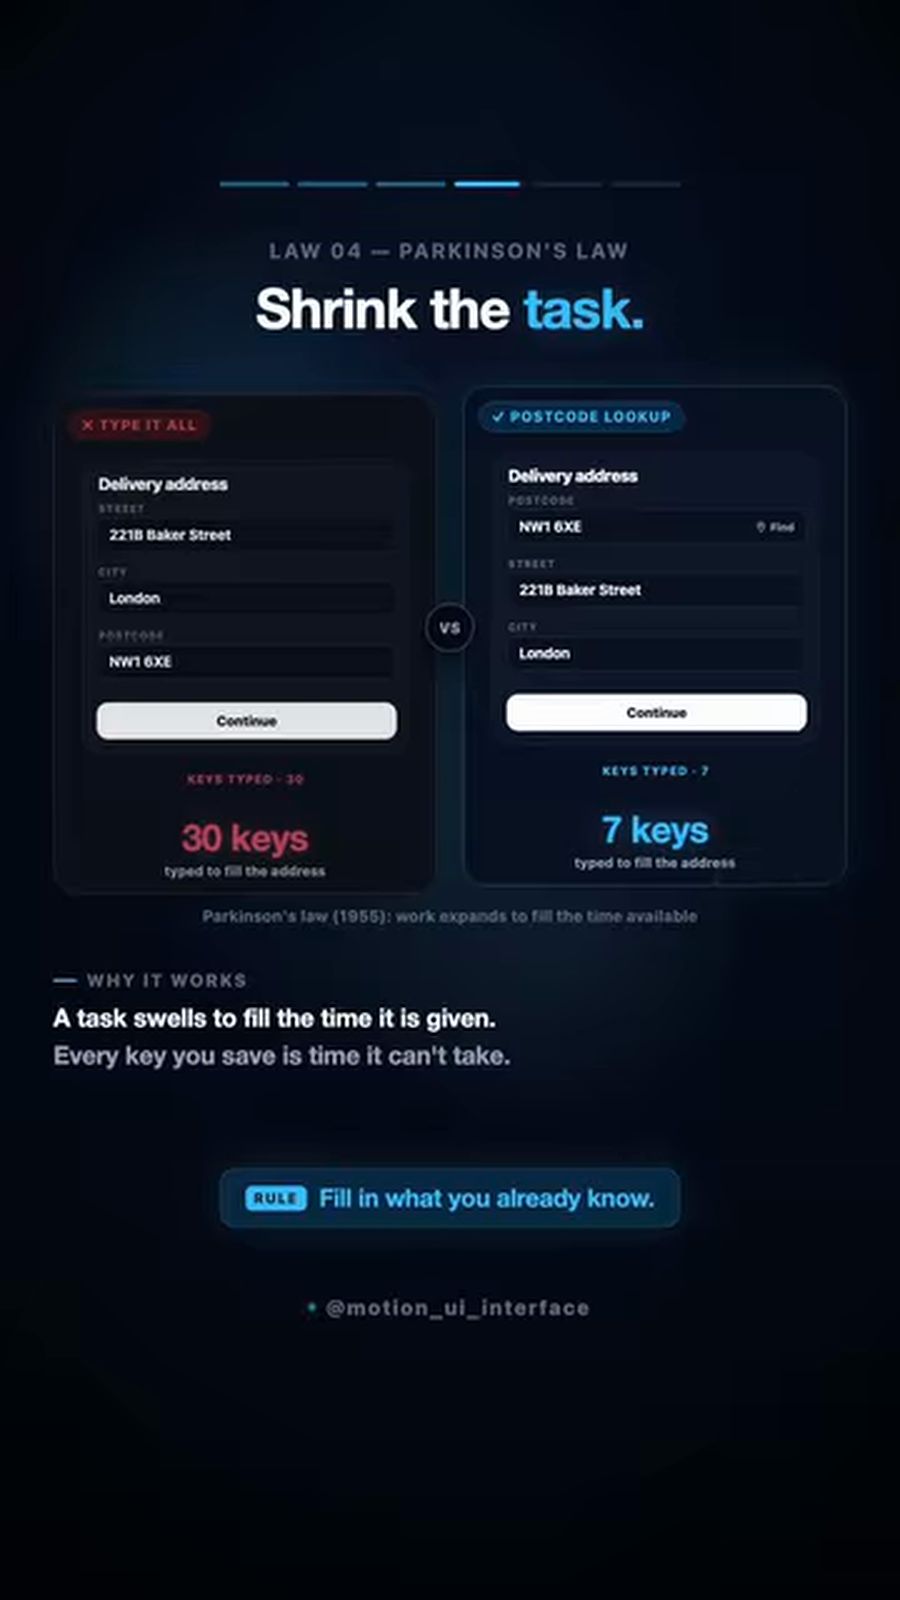 LAW 04 — PARKINSON'S LAW
Shrink the task.
✕ TYPE IT ALL
Delivery address
STREET
221B Baker Street
CITY
London
POSTCODE
NW1 6XE
Continue
KEYS TYPED · 30
30 keys
typed to fill the address
VS
✓ POSTCODE LOOKUP
Delivery address
POSTCODE
NW1 6XE
Find
STREET
221B Baker Street
CITY
London
Continue
KEYS TYPED · 7
7 keys
typed to fill the address
Parkinson's law (1955): work expands to fill the time available
— WHY IT WORKS
A task swells to fill the time it is given.
Every key you save is time it can't take.
RULE Fill in what you already know.
@motion_ui_interface